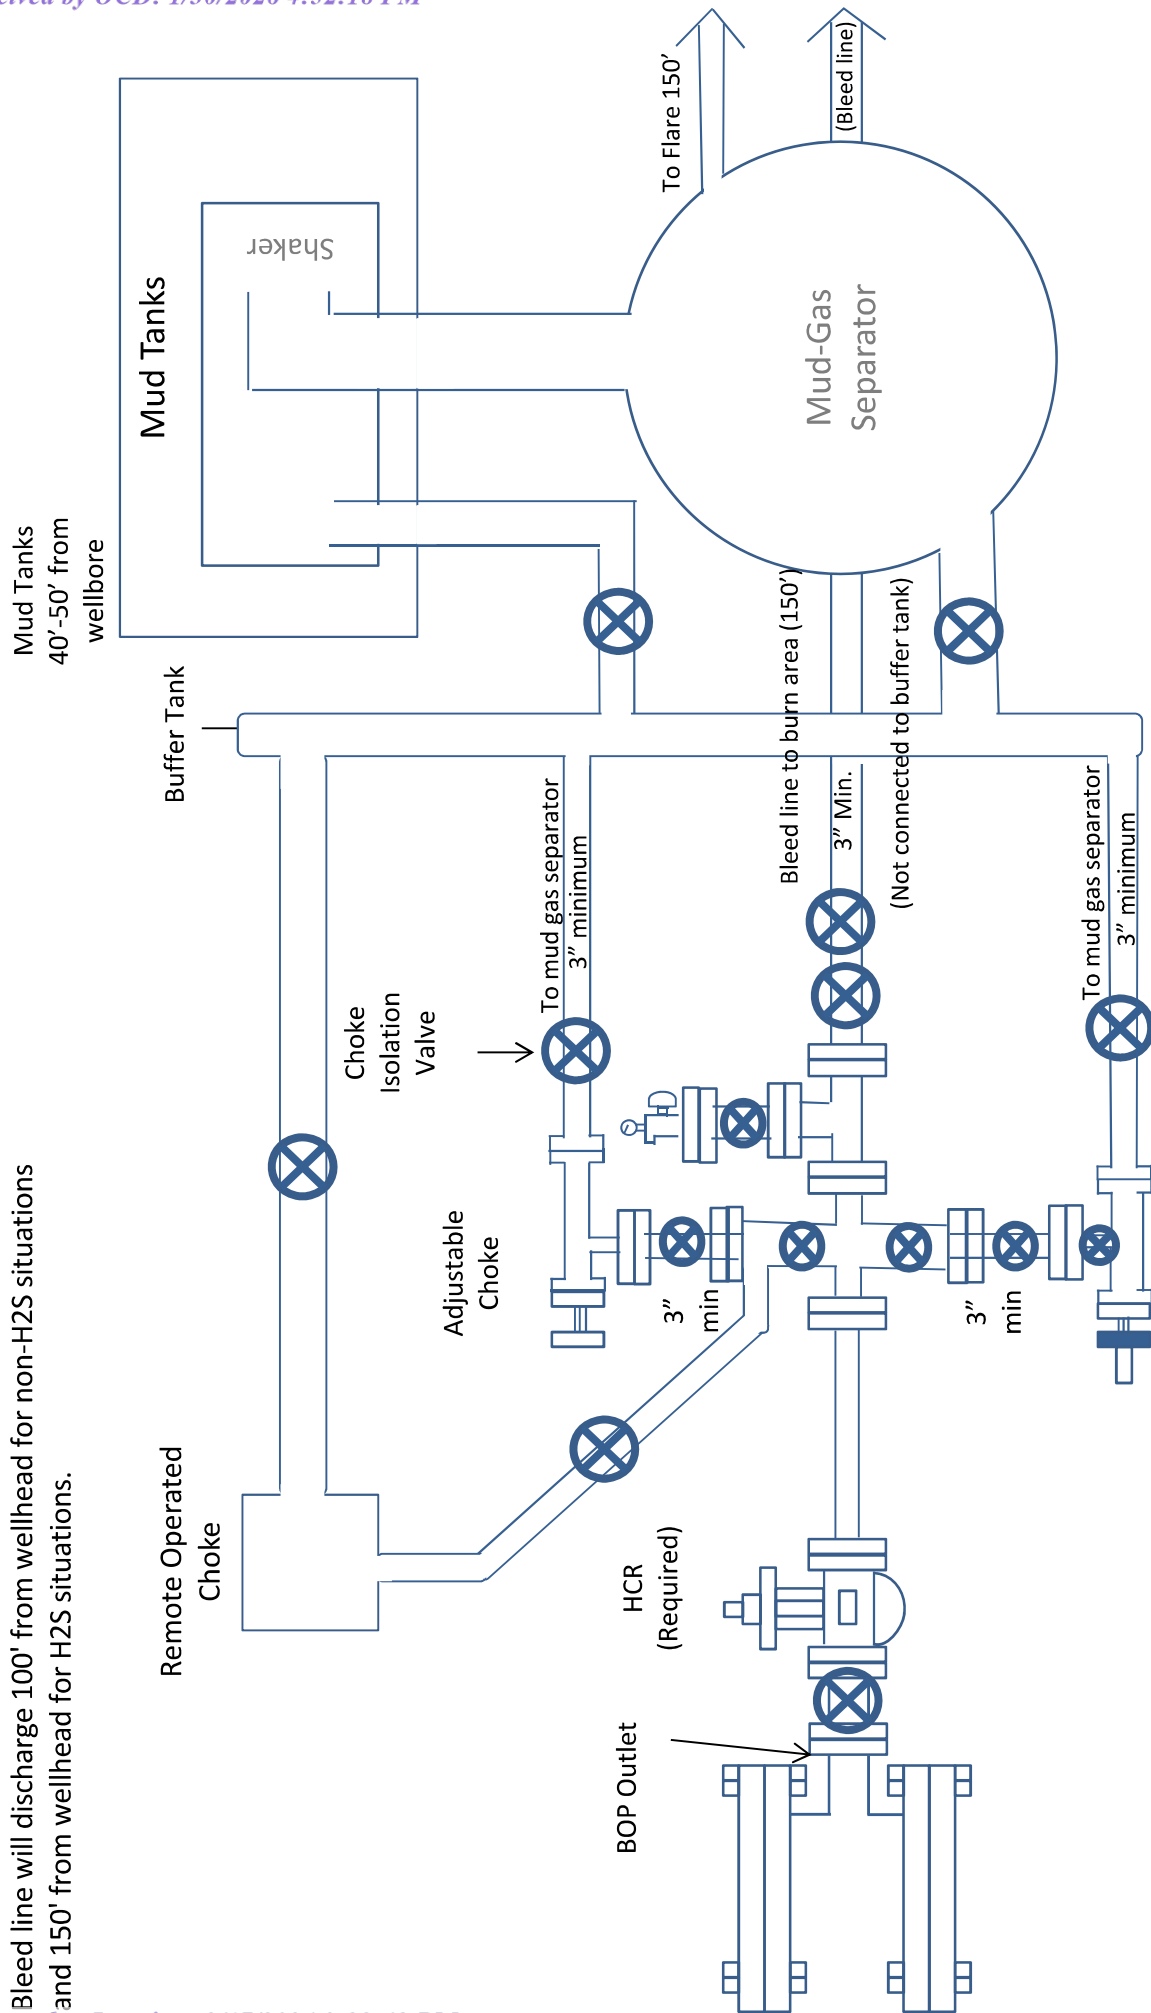 Bleed line will discharge 100' from wellhead for non-H2S situations
and 150' from wellhead for H2S situations.
Mud Tanks
40’-50’ from
wellbore
Mud Tanks
Shaker
Buffer Tank
Remote Operated
Choke
Choke
Isolation
Valve
Adjustable
Choke
To mud gas separator
3” minimum
To Flare 150’
(Bleed line)
Mud-Gas
Separator
Bleed line to burn area (150’)
3” Min.
(Not connected to buffer tank)
3”
min
3”
min
To mud gas separator
3” minimum
HCR
(Required)
BOP Outlet